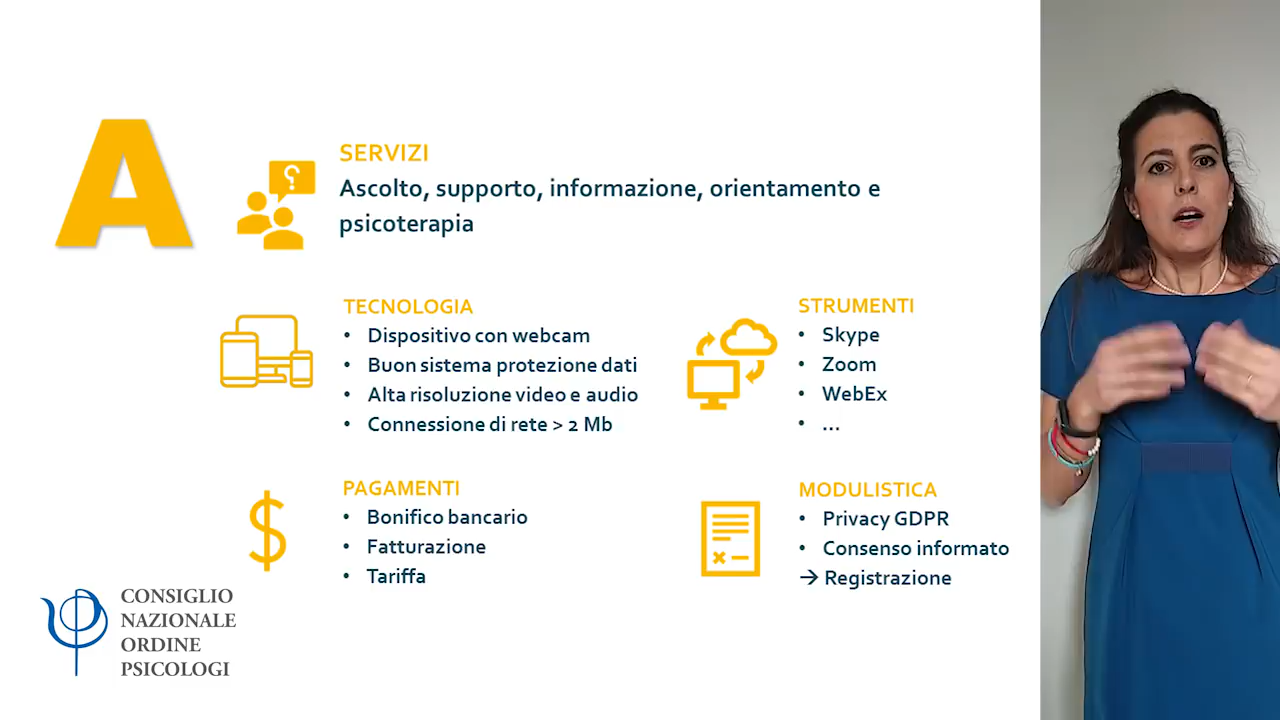 A
SERVIZI
Ascolto, supporto, informazione, orientamento e
psicoterapia
TECNOLOGIA
• Dispositivo con webcam
• Buon sistema protezione dati
• Alta risoluzione video e audio
• Connessione di rete > 2 Mb
STRUMENTI
• Skype
• Zoom
• WebEx
• ...
PAGAMENTI
• Bonifico bancario
• Fatturazione
• Tariffa
MODULISTICA
• Privacy GDPR
• Consenso informato
→ Registrazione
CONSIGLIO
NAZIONALE
ORDINE
PSICOLOGI